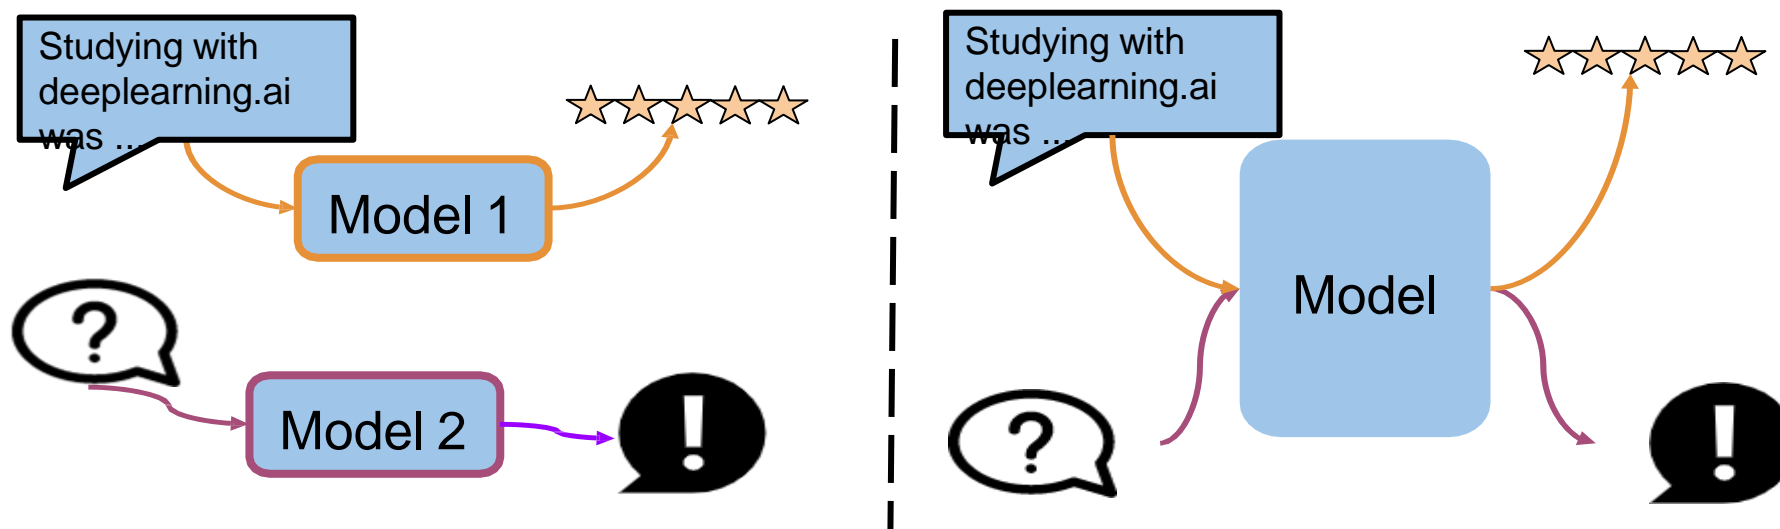 Studying with
deeplearning.ai
was ...
Model 1
?
Model 2
!
Studying with
deeplearning.ai
was ...
Model
?
!